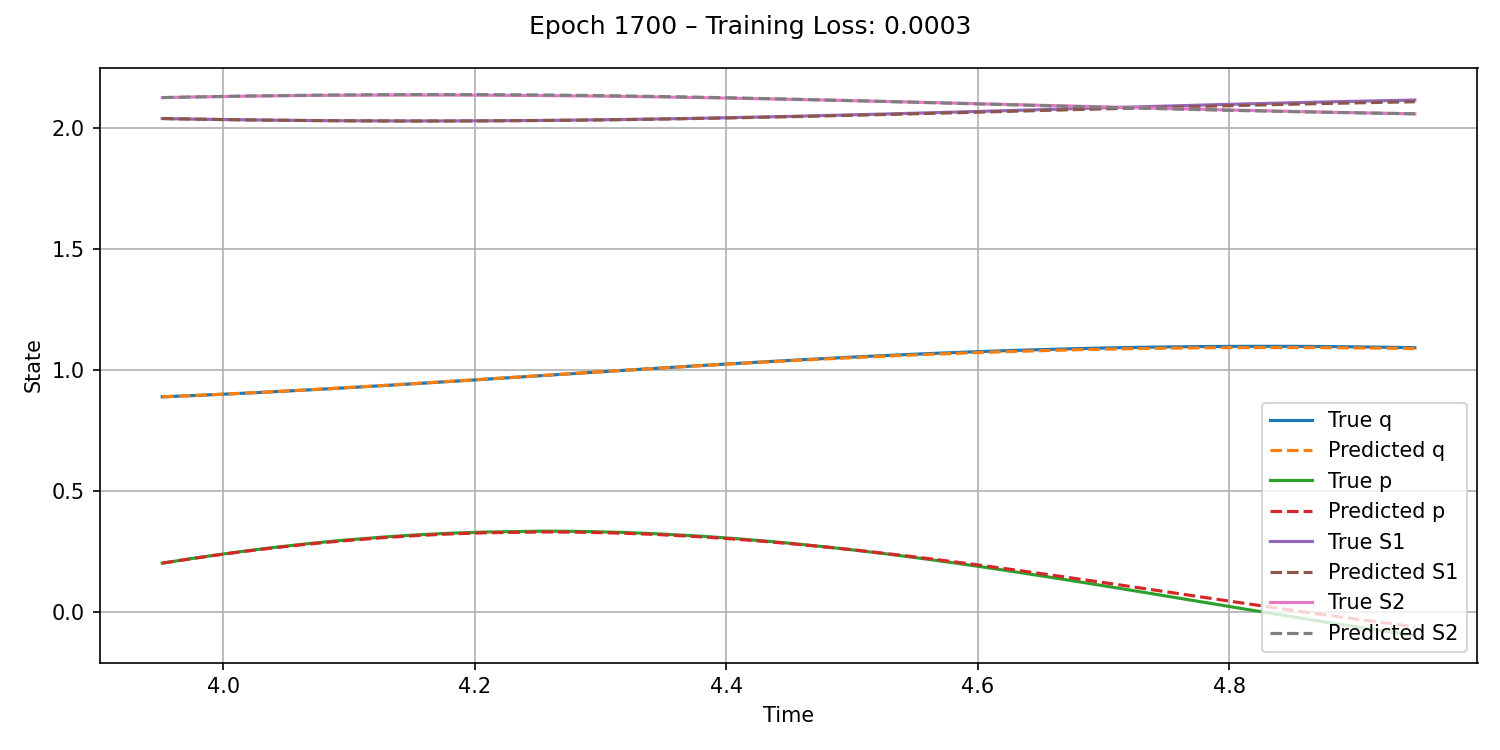 Epoch 1700 – Training Loss: 0.0003
State
2.0
1.5
1.0
0.5
0.0
True q
Predicted q
True p
Predicted p
True S1
Predicted S1
True S2
Predicted S2
4.0 4.2 4.4 4.6 4.8
Time